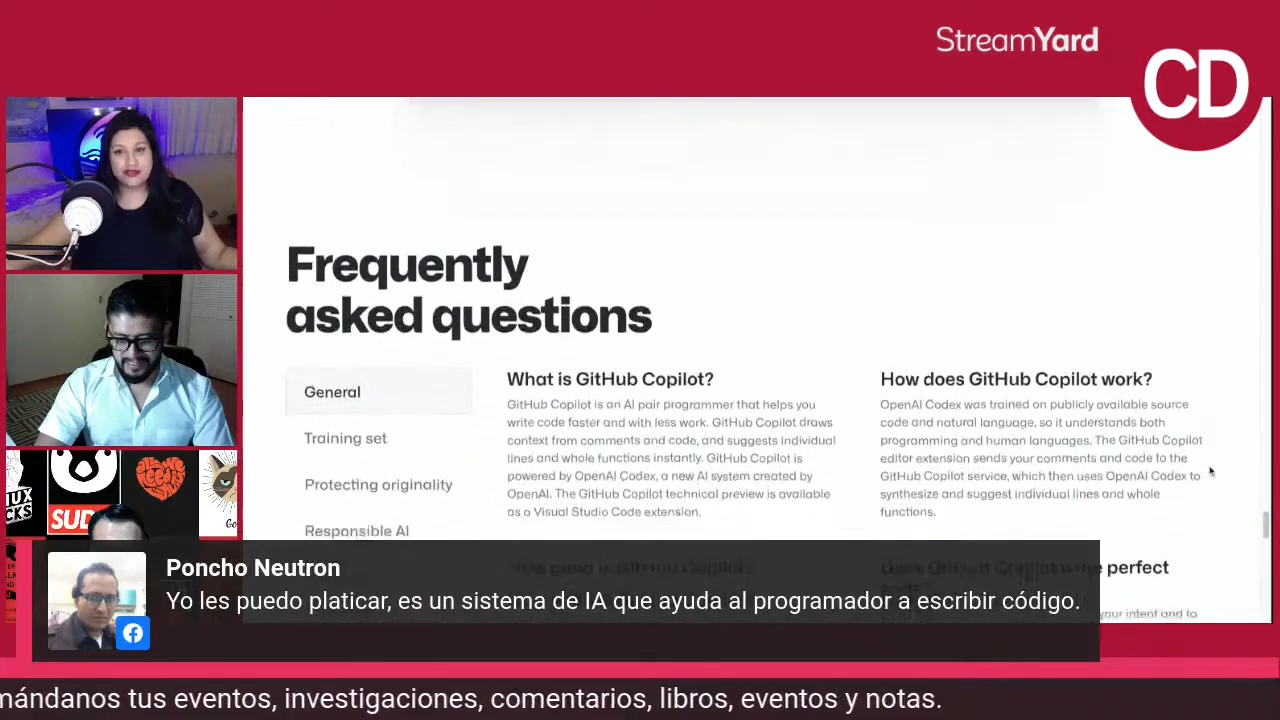 StreamYard
CD
Frequently
asked questions
General
Training set
Protecting originality
Responsible AI
What is GitHub Copilot?
GitHub Copilot is an AI pair programmer that helps you
write code faster and with less work. GitHub Copilot draws
context from comments and code, and suggests individual
lines and whole functions instantly. GitHub Copilot is
powered by OpenAI Codex, a new AI system created by
OpenAI. The GitHub Copilot technical preview is available
as a Visual Studio Code extension.
How does GitHub Copilot work?
OpenAI Codex was trained on publicly available source
code and natural language, so it understands both
programming and human languages. The GitHub Copilot
editor extension sends your comments and code to the
GitHub Copilot service, which then uses OpenAI Codex to
synthesize and suggest individual lines and whole
functions.
perfect
your intent and to
SUD
Poncho Neutron
Yo les puedo platicar, es un sistema de IA que ayuda al programador a escribir código.
mándanos tus eventos, investigaciones, comentarios, libros, eventos y notas.